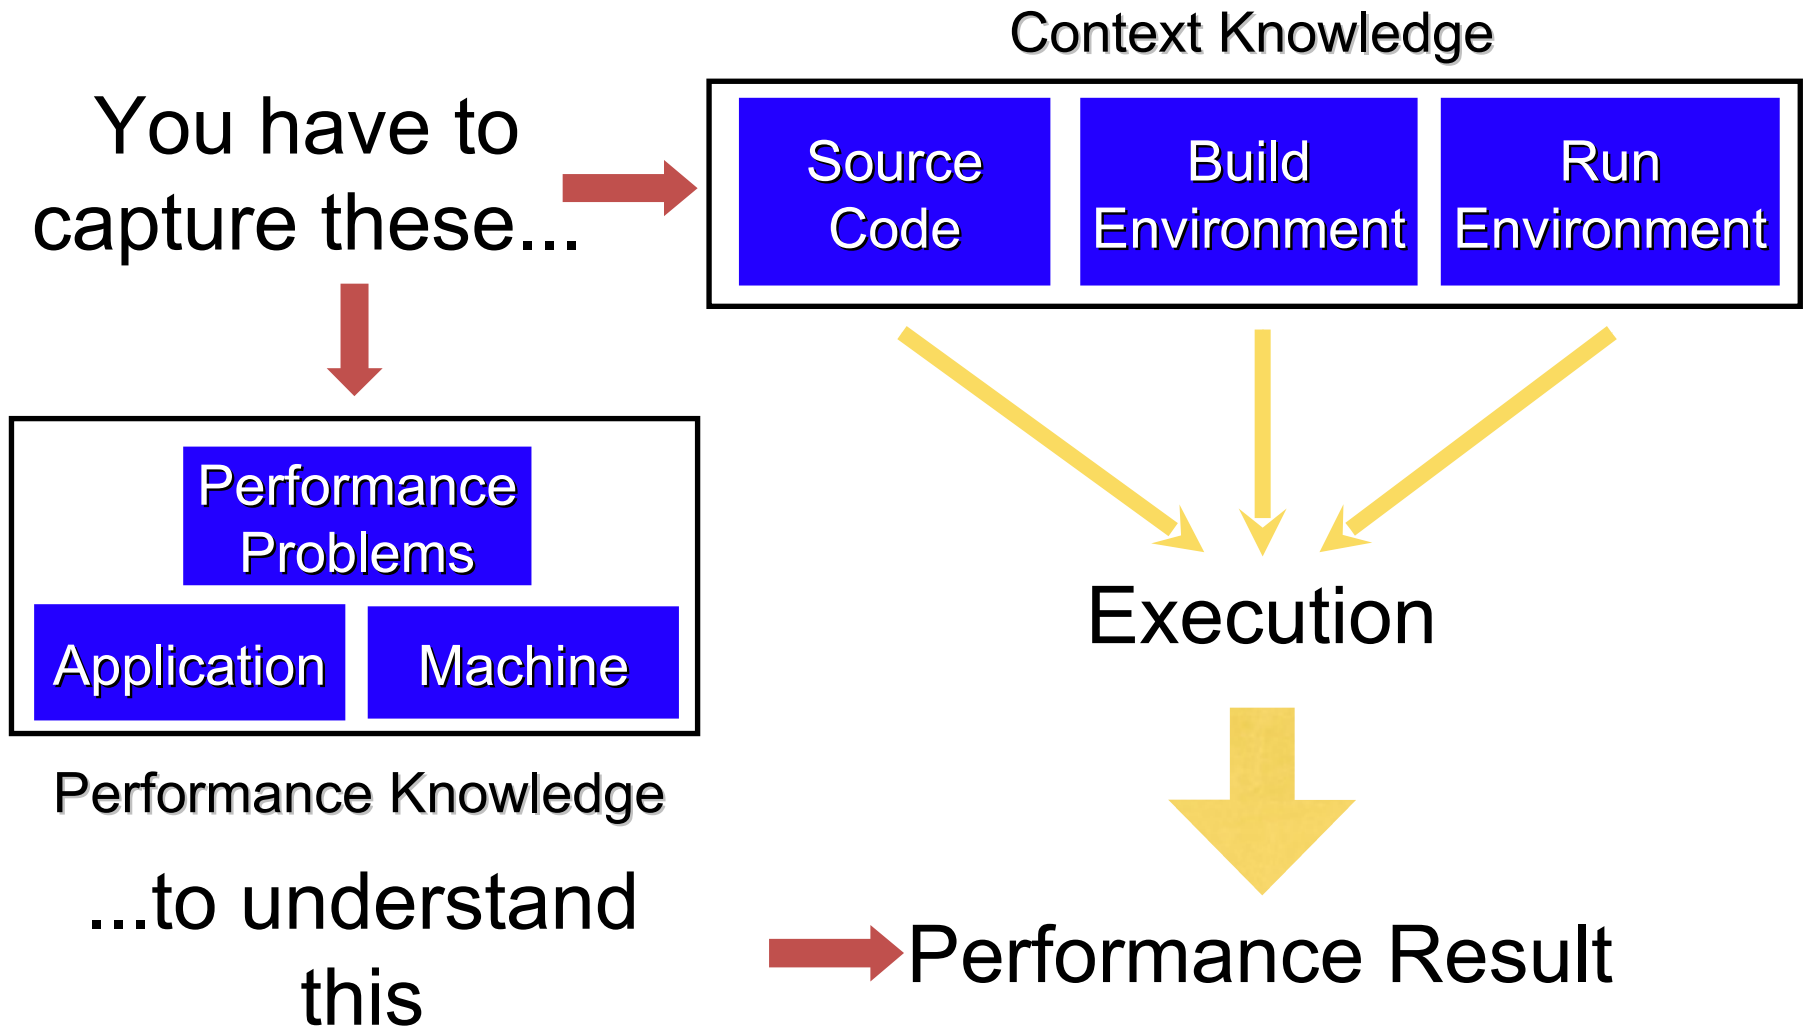 Context Knowledge
You have to
capture these...
Source
Code
Build
Environment
Run
Environment
Performance
Problems
Application
Machine
Performance Knowledge
Execution
...to understand
this
Performance Result